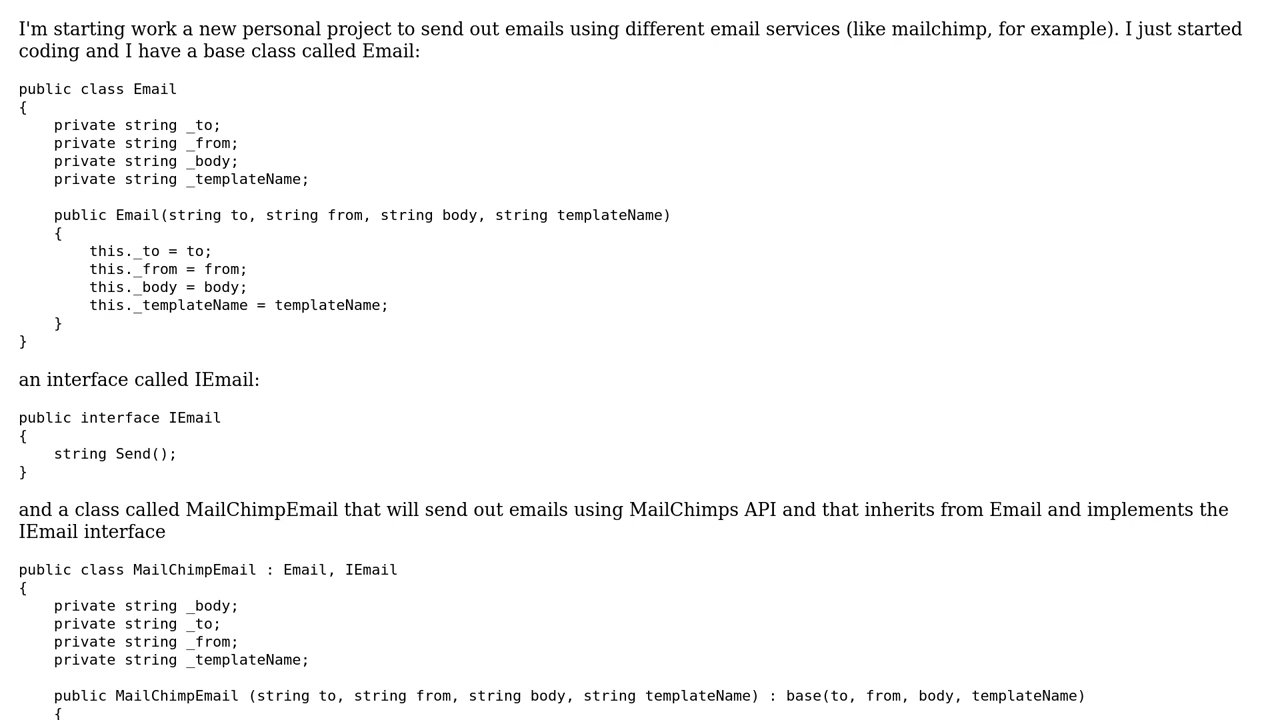 I'm starting work a new personal project to send out emails using different email services (like mailchimp, for example). I just started
coding and I have a base class called Email:
public class Email
{
    private string _to;
    private string _from;
    private string _body;
    private string _templateName;

    public Email(string to, string from, string body, string templateName)
    {
        this._to = to;
        this._from = from;
        this._body = body;
        this._templateName = templateName;
    }
}
an interface called IEmail:
public interface IEmail
{
    string Send();
}
and a class called MailChimpEmail that will send out emails using MailChimps API and that inherits from Email and implements the
IEmail interface
public class MailChimpEmail : Email, IEmail
{
    private string _body;
    private string _to;
    private string _from;
    private string _templateName;

    public MailChimpEmail (string to, string from, string body, string templateName) : base(to, from, body, templateName)
    {